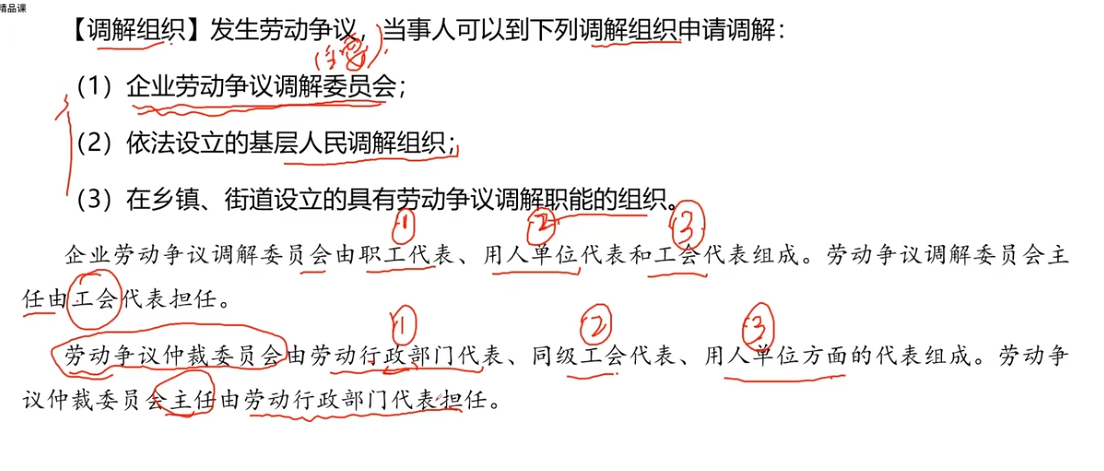 精品课
【调解组织】发生劳动争议，当事人可以到下列调解组织申请调解：
（主要）
（1）企业劳动争议调解委员会；
（2）依法设立的基层人民调解组织；
（3）在乡镇、街道设立的具有劳动争议调解职能的组织。
① ② ③
企业劳动争议调解委员会由职工代表、用人单位代表和工会代表组成。劳动争议调解委员会主
任由工会代表担任。
① ② ③
劳动争议仲裁委员会由劳动行政部门代表、同级工会代表、用人单位方面的代表组成。劳动争
议仲裁委员会主任由劳动行政部门代表担任。